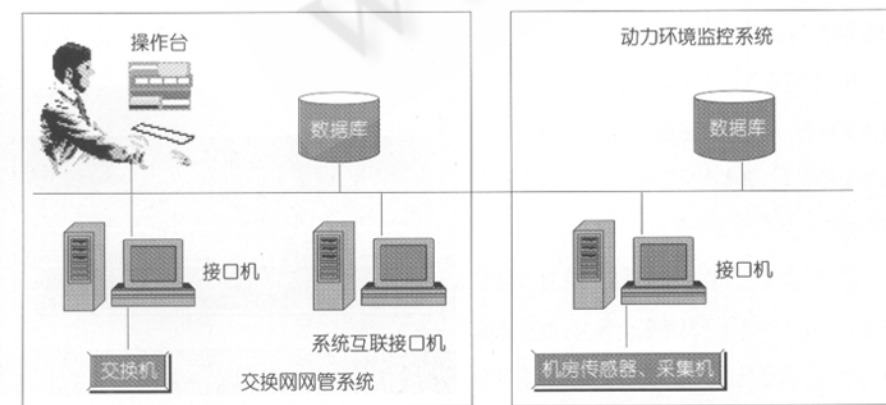 操作台
动力环境监控系统
数据库
数据库
接口机
接口机
系统互联接口机
交换机
交换网网管系统
机房传感器、采集机